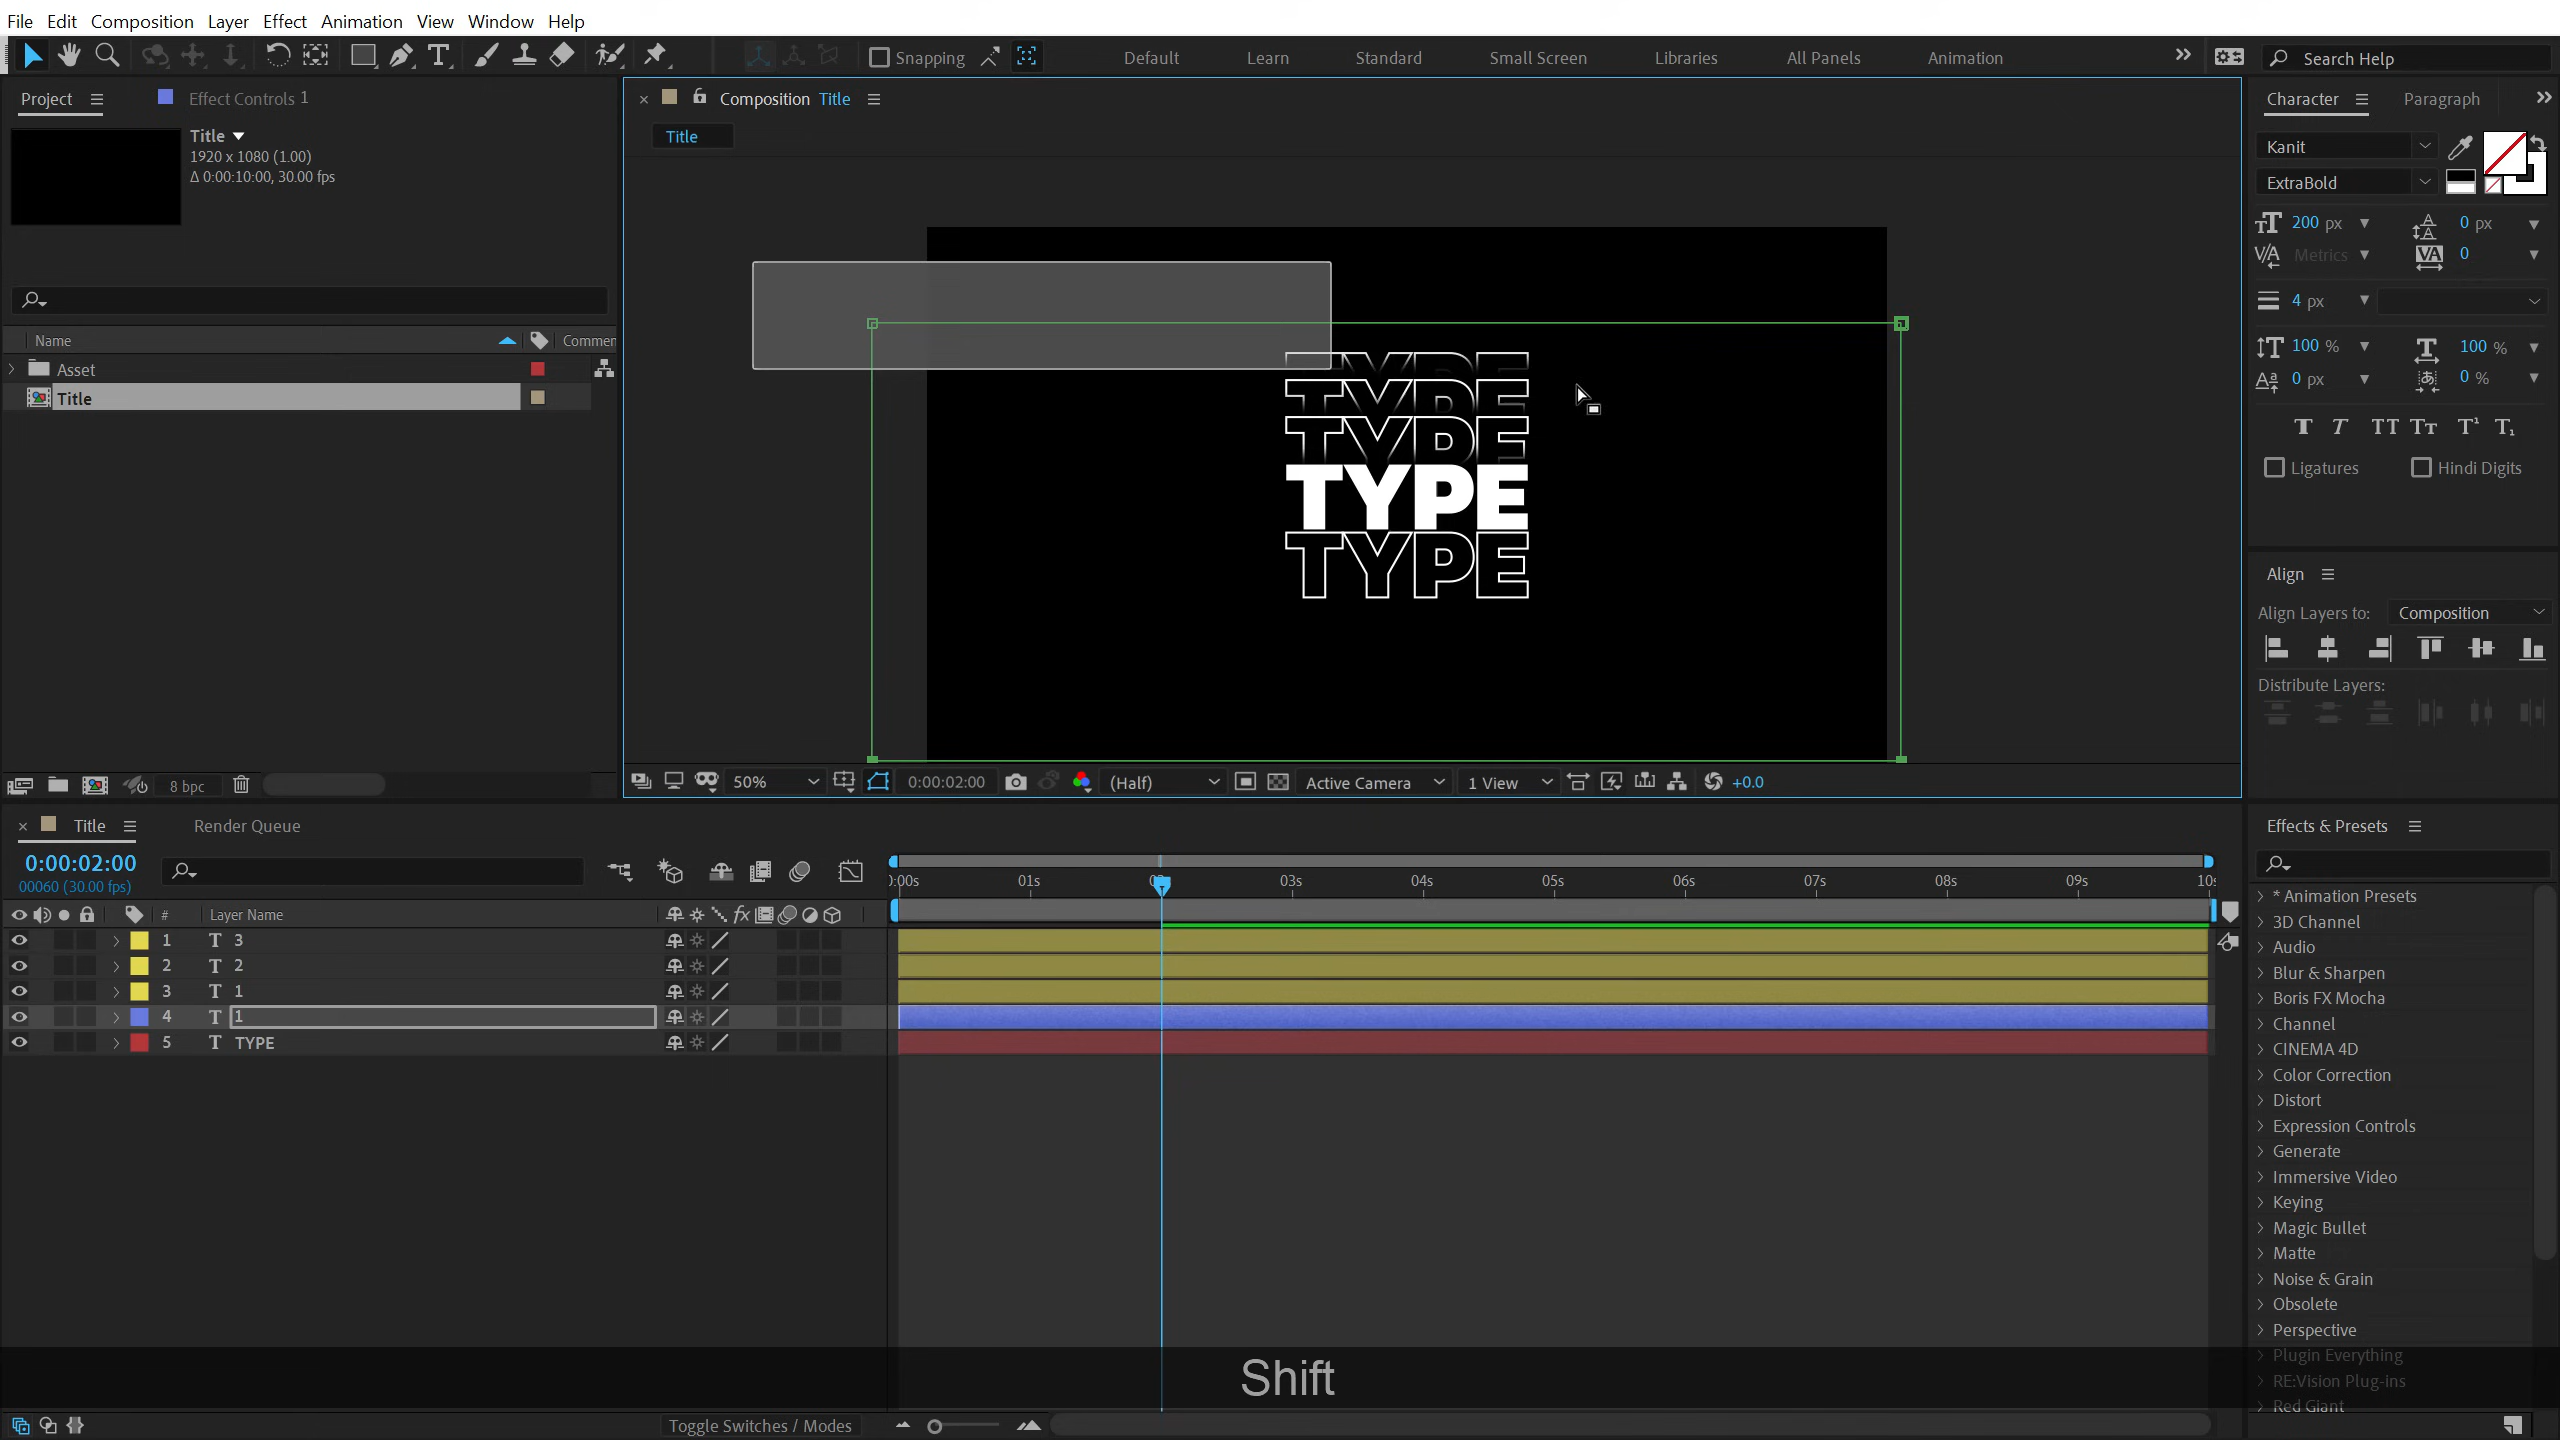 File Edit Composition Layer Effect Animation View Window Help
Snapping Default Learn Standard Small Screen Libraries All Panels Animation Search Help
Project Effect Controls 1
Title
1920 x 1080 (1.00)
Δ 0:00:10:00, 30.00 fps
Name Commen
Asset
Title
8 bpc
Composition Title
Title
TYPE
TYPE
TYPE
TYPE
TYPE
50% 0:00:02:00 (Half) Active Camera 1 View +0.0
Character Paragraph
Kanit
ExtraBold
200 px 0 px
Metrics 0
4 px
100 % 100 %
0 px 0 %
Ligatures Hindi Digits
Align
Align Layers to: Composition
Distribute Layers:
Title Render Queue
0:00:02:00
00060 (30.00 fps)
# Layer Name
1 T 3
2 T 2
3 T 1
4 T 1
5 T TYPE
:00s 01s 03s 04s 05s 06s 07s 08s 09s 10s
Effects & Presets
* Animation Presets
3D Channel
Audio
Blur & Sharpen
Boris FX Mocha
Channel
CINEMA 4D
Color Correction
Distort
Expression Controls
Generate
Immersive Video
Keying
Magic Bullet
Matte
Noise & Grain
Obsolete
Perspective
Plugin Everything
RE:Vision Plug-ins
Red Giant
Shift
Toggle Switches / Modes